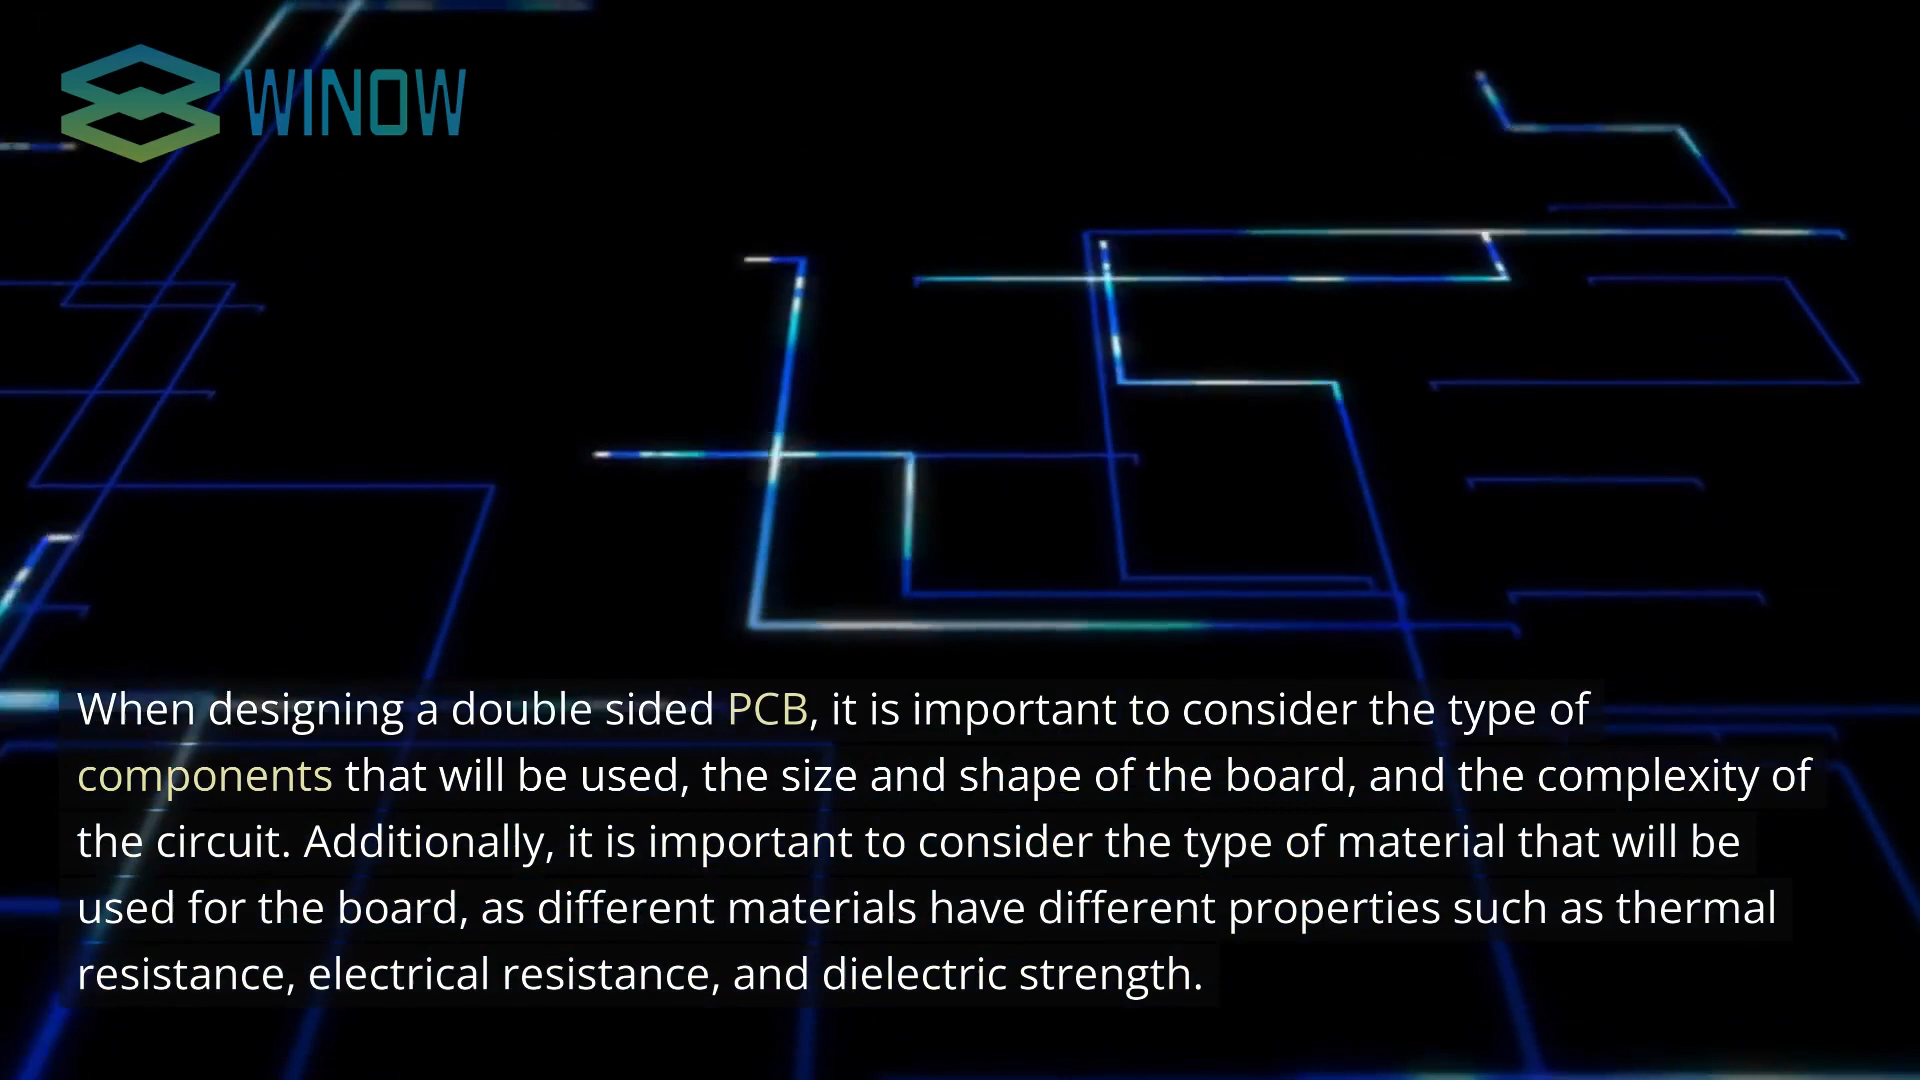 WINOW
When designing a double sided PCB, it is important to consider the type of
components that will be used, the size and shape of the board, and the complexity of
the circuit. Additionally, it is important to consider the type of material that will be
used for the board, as different materials have different properties such as thermal
resistance, electrical resistance, and dielectric strength.